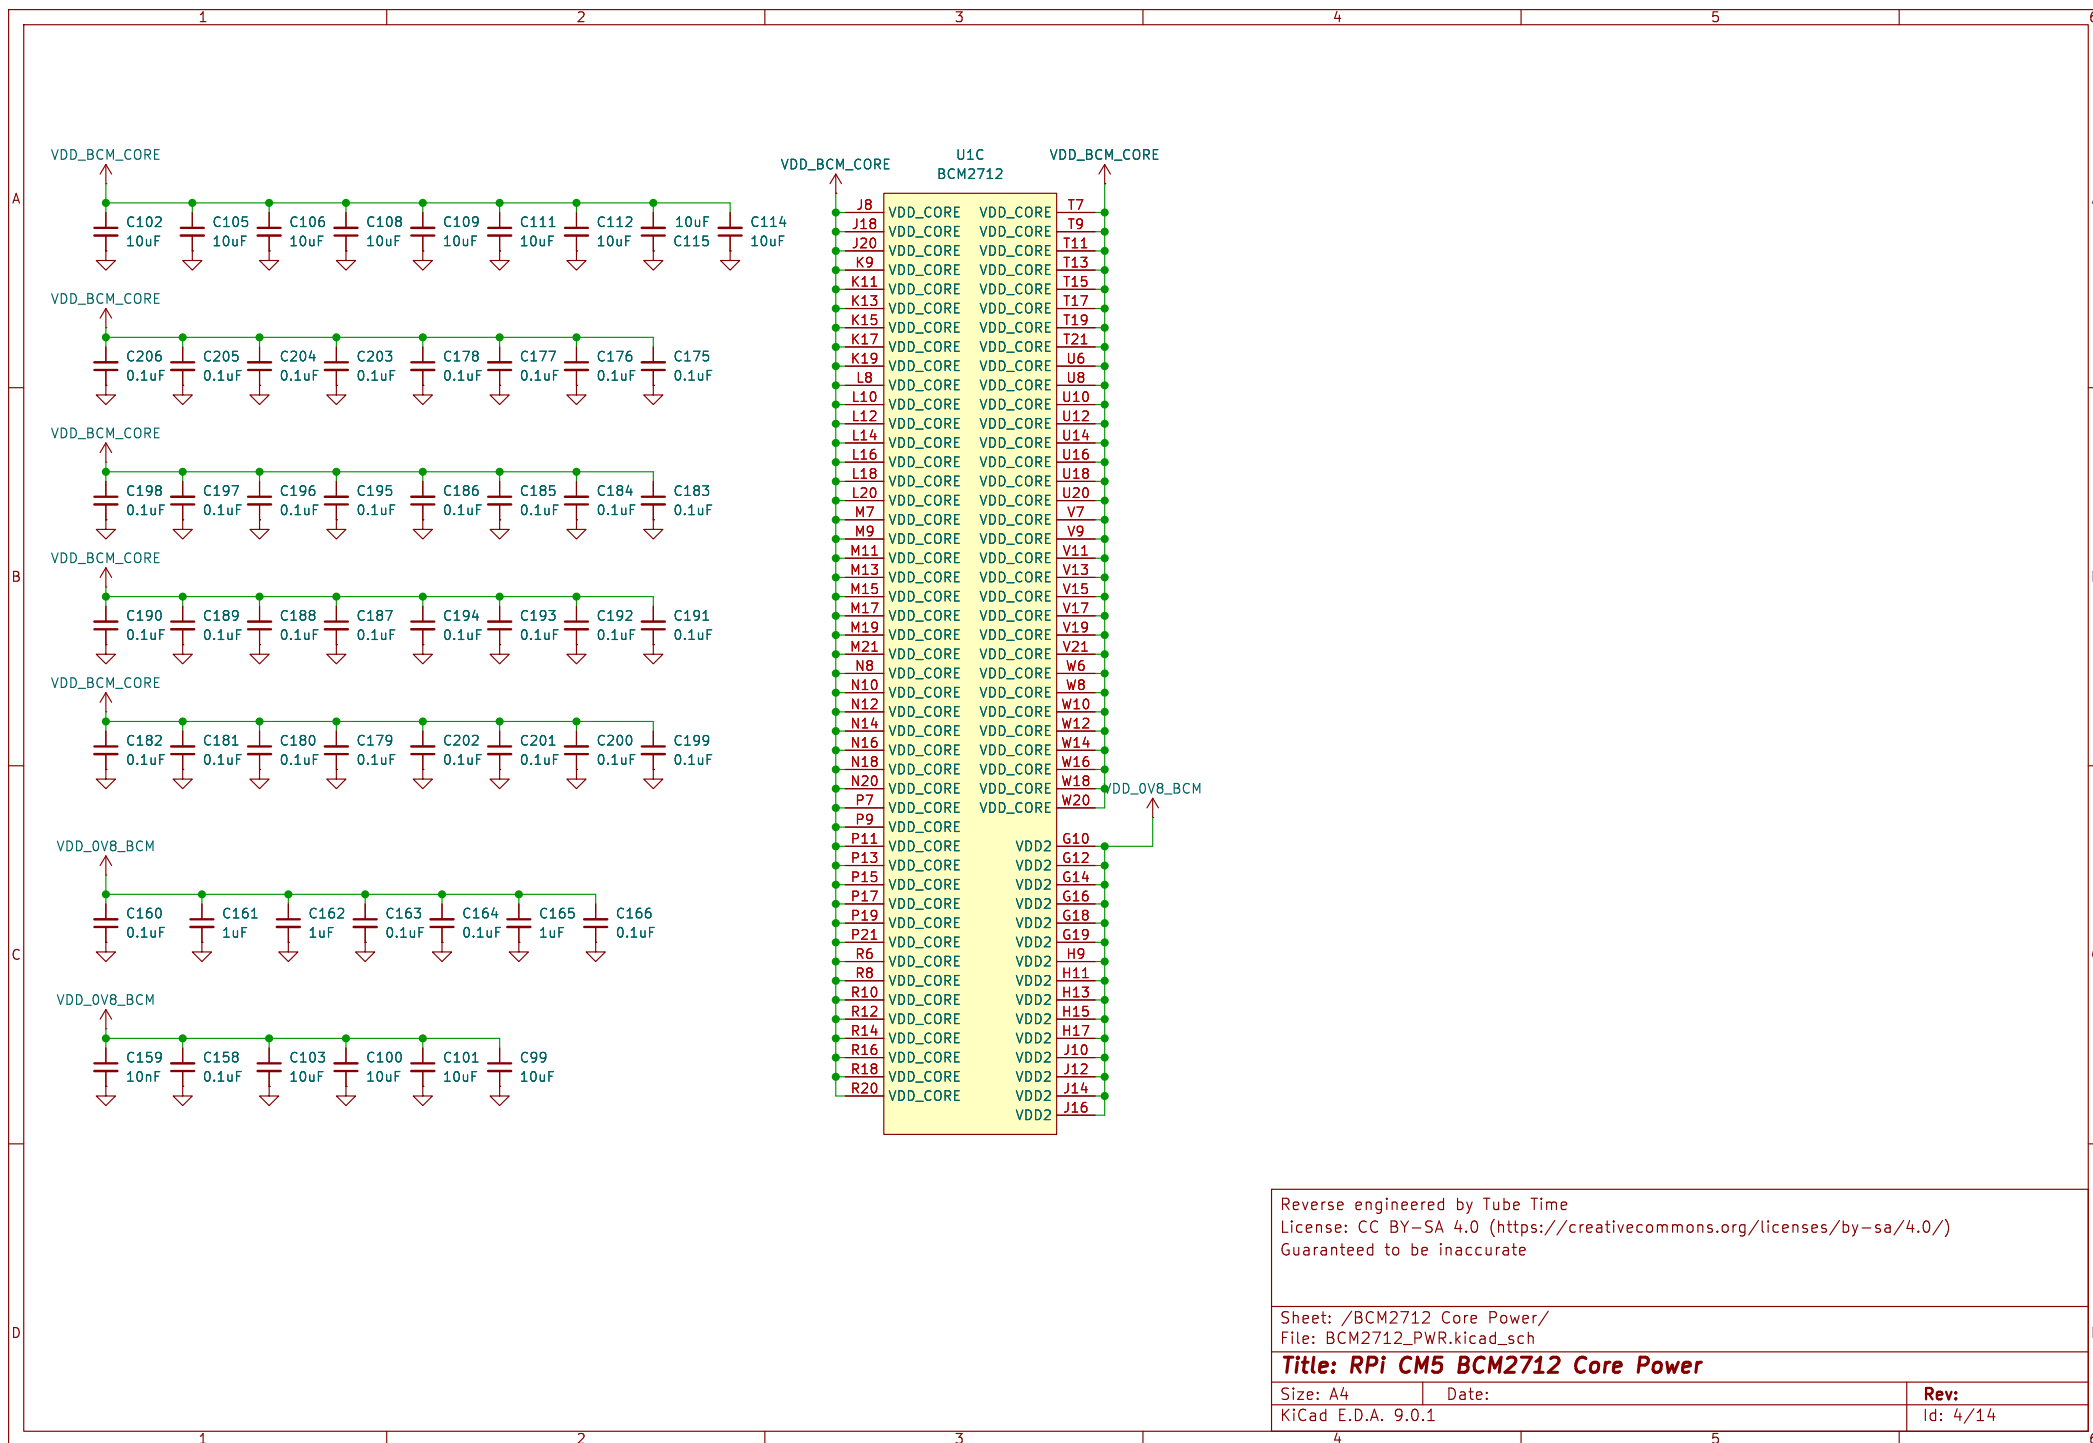 1 2 3 4 5 6
A
B
C
D
VDD_BCM_CORE
C102 C105 C106 C108 C109 C111 C112 10uF C114
10uF 10uF 10uF 10uF 10uF 10uF 10uF C115 10uF
VDD_BCM_CORE
C206 C205 C204 C203 C178 C177 C176 C175
0.1uF 0.1uF 0.1uF 0.1uF 0.1uF 0.1uF 0.1uF 0.1uF
VDD_BCM_CORE
C198 C197 C196 C195 C186 C185 C184 C183
0.1uF 0.1uF 0.1uF 0.1uF 0.1uF 0.1uF 0.1uF 0.1uF
VDD_BCM_CORE
C190 C189 C188 C187 C194 C193 C192 C191
0.1uF 0.1uF 0.1uF 0.1uF 0.1uF 0.1uF 0.1uF 0.1uF
VDD_BCM_CORE
C182 C181 C180 C179 C202 C201 C200 C199
0.1uF 0.1uF 0.1uF 0.1uF 0.1uF 0.1uF 0.1uF 0.1uF
VDD_0V8_BCM
C160 C161 C162 C163 C164 C165 C166
0.1uF 1uF 1uF 0.1uF 0.1uF 1uF 0.1uF
VDD_0V8_BCM
C159 C158 C103 C100 C101 C99
10nF 0.1uF 10uF 10uF 10uF 10uF
VDD_BCM_CORE
U1C
BCM2712
VDD_BCM_CORE
J8 VDD_CORE VDD_CORE T7
J18 VDD_CORE VDD_CORE T9
J20 VDD_CORE VDD_CORE T11
K9 VDD_CORE VDD_CORE T13
K11 VDD_CORE VDD_CORE T15
K13 VDD_CORE VDD_CORE T17
K15 VDD_CORE VDD_CORE T19
K17 VDD_CORE VDD_CORE T21
K19 VDD_CORE VDD_CORE U6
L8 VDD_CORE VDD_CORE U8
L10 VDD_CORE VDD_CORE U10
L12 VDD_CORE VDD_CORE U12
L14 VDD_CORE VDD_CORE U14
L16 VDD_CORE VDD_CORE U16
L18 VDD_CORE VDD_CORE U18
L20 VDD_CORE VDD_CORE U20
M7 VDD_CORE VDD_CORE V7
M9 VDD_CORE VDD_CORE V9
M11 VDD_CORE VDD_CORE V11
M13 VDD_CORE VDD_CORE V13
M15 VDD_CORE VDD_CORE V15
M17 VDD_CORE VDD_CORE V17
M19 VDD_CORE VDD_CORE V19
M21 VDD_CORE VDD_CORE V21
N8 VDD_CORE VDD_CORE W6
N10 VDD_CORE VDD_CORE W8
N12 VDD_CORE VDD_CORE W10
N14 VDD_CORE VDD_CORE W12
N16 VDD_CORE VDD_CORE W14
N18 VDD_CORE VDD_CORE W16
N20 VDD_CORE VDD_CORE W18 VDD_0V8_BCM
P7 VDD_CORE VDD_CORE W20
P9 VDD_CORE
P11 VDD_CORE VDD2 G10
P13 VDD_CORE VDD2 G12
P15 VDD_CORE VDD2 G14
P17 VDD_CORE VDD2 G16
P19 VDD_CORE VDD2 G18
P21 VDD_CORE VDD2 G19
R6 VDD_CORE VDD2 H9
R8 VDD_CORE VDD2 H11
R10 VDD_CORE VDD2 H13
R12 VDD_CORE VDD2 H15
R14 VDD_CORE VDD2 H17
R16 VDD_CORE VDD2 J10
R18 VDD_CORE VDD2 J12
R20 VDD_CORE VDD2 J14
VDD2 J16
Reverse engineered by Tube Time
License: CC BY-SA 4.0 (https://creativecommons.org/licenses/by-sa/4.0/)
Guaranteed to be inaccurate
Sheet: /BCM2712 Core Power/
File: BCM2712_PWR.kicad_sch
Title: RPi CM5 BCM2712 Core Power
Size: A4 Date: Rev:
KiCad E.D.A. 9.0.1 Id: 4/14
1 2 3 4 5 6